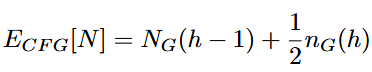 E_{CFG}[N] = N_G(h − 1) + \frac{1}{2} n_G(h)